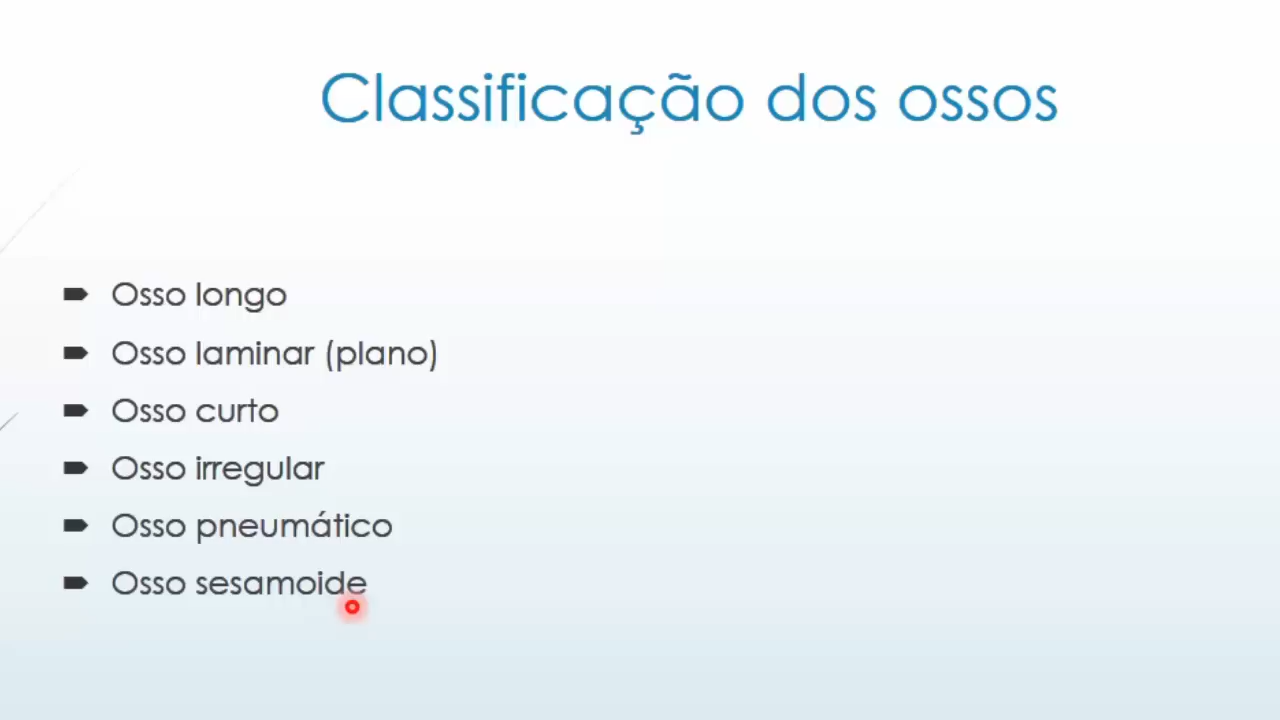 Classificação dos ossos
Osso longo
Osso laminar (plano)
Osso curto
Osso irregular
Osso pneumático
Osso sesamoide